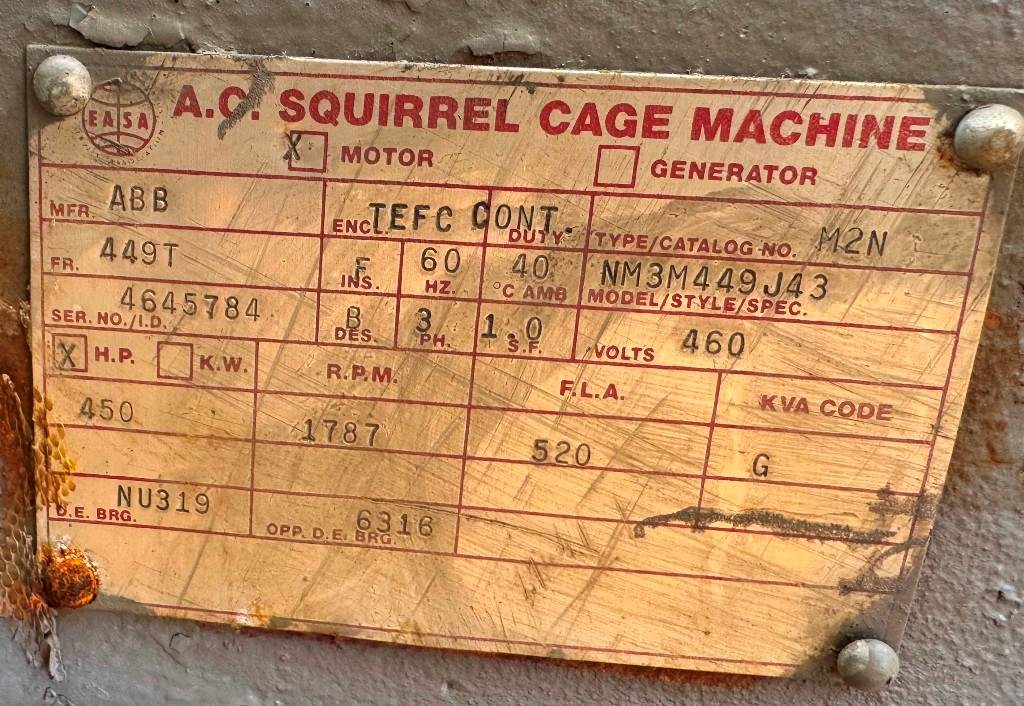 EASA
A.C. SQUIRREL CAGE MACHINE
X MOTOR GENERATOR
MFR. ABB ENC. TEFC CONT. DUTY TYPE/CATALOG NO. M2N
FR. 449T F INS. 60 HZ. 40 °C AMB NM3M449J43 MODEL/STYLE/SPEC.
SER. NO./I.D. 4645784 B DES. 3 PH. 1.0 S.F. VOLTS 460
X H.P. K.W. R.P.M. F.L.A. KVA CODE
450 1787 520 G
D.E. BRG. NU319 OPP. D.E. BRG. 6316